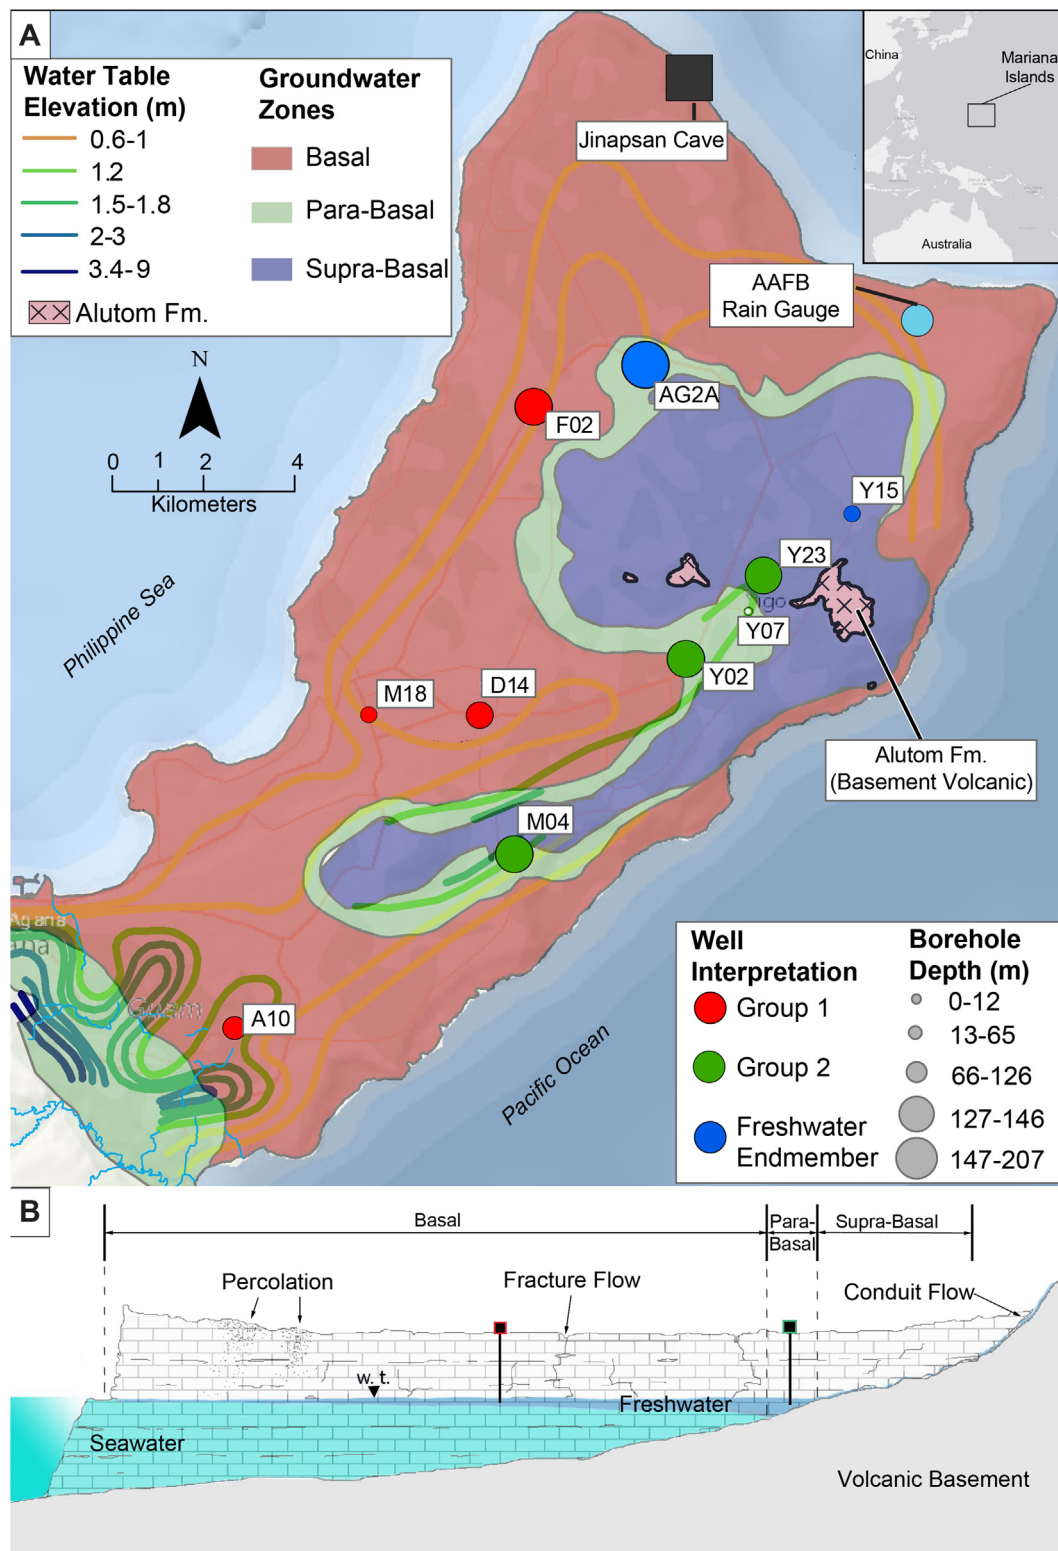 A
Water Table
Elevation (m)
0.6-1
1.2
1.5-1.8
2-3
3.4-9
Alutom Fm.
Groundwater
Zones
Basal
Para-Basal
Supra-Basal
China
Mariana
Islands
Australia
Jinapsan Cave
AAFB
Rain Gauge
N
0 1 2 4
Kilometers
AG2A
F02
Y15
Y23
Y07
Y02
Philippine Sea
M18
D14
Alutom Fm.
(Basement Volcanic)
M04
Agana
Guam
A10
Pacific Ocean
Well
Interpretation
Group 1
Group 2
Freshwater
Endmember
Borehole
Depth (m)
0-12
13-65
66-126
127-146
147-207
B
Basal
Para-
Basal
Supra-Basal
Percolation
Fracture Flow
Conduit Flow
w. t.
Freshwater
Seawater
Volcanic Basement